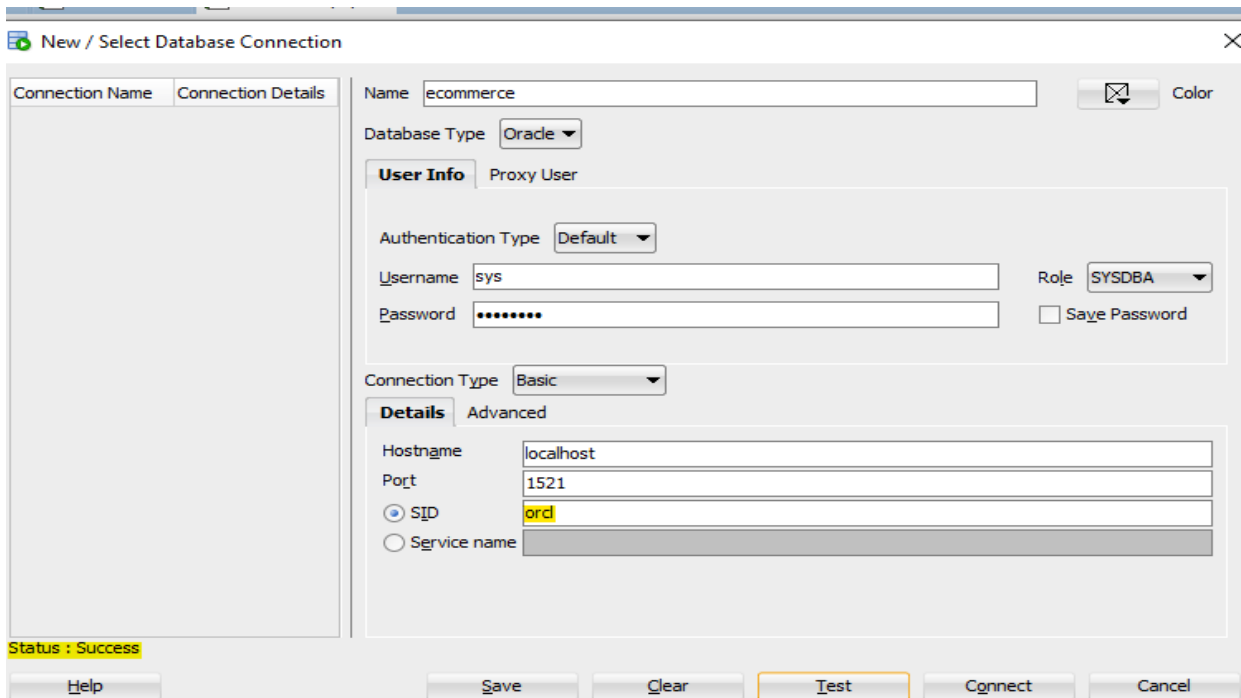 New / Select Database Connection
Connection Name Connection Details
Name ecommerce Color
Database Type Oracle
User Info Proxy User
Authentication Type Default
Username sys Role SYSDBA
Password •••••••• Save Password
Connection Type Basic
Details Advanced
Hostname localhost
Port 1521
SID orcl
Service name
Status : Success
Help Save Clear Test Connect Cancel